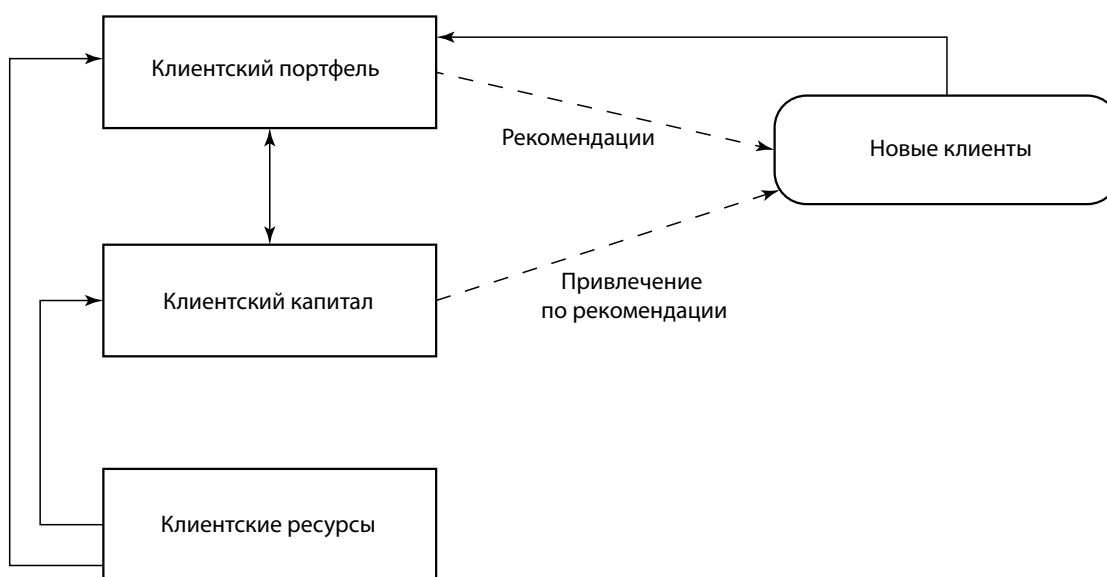 Клиентский портфель
Рекомендации
Новые клиенты
Клиентский капитал
Привлечение
по рекомендации
Клиентские ресурсы